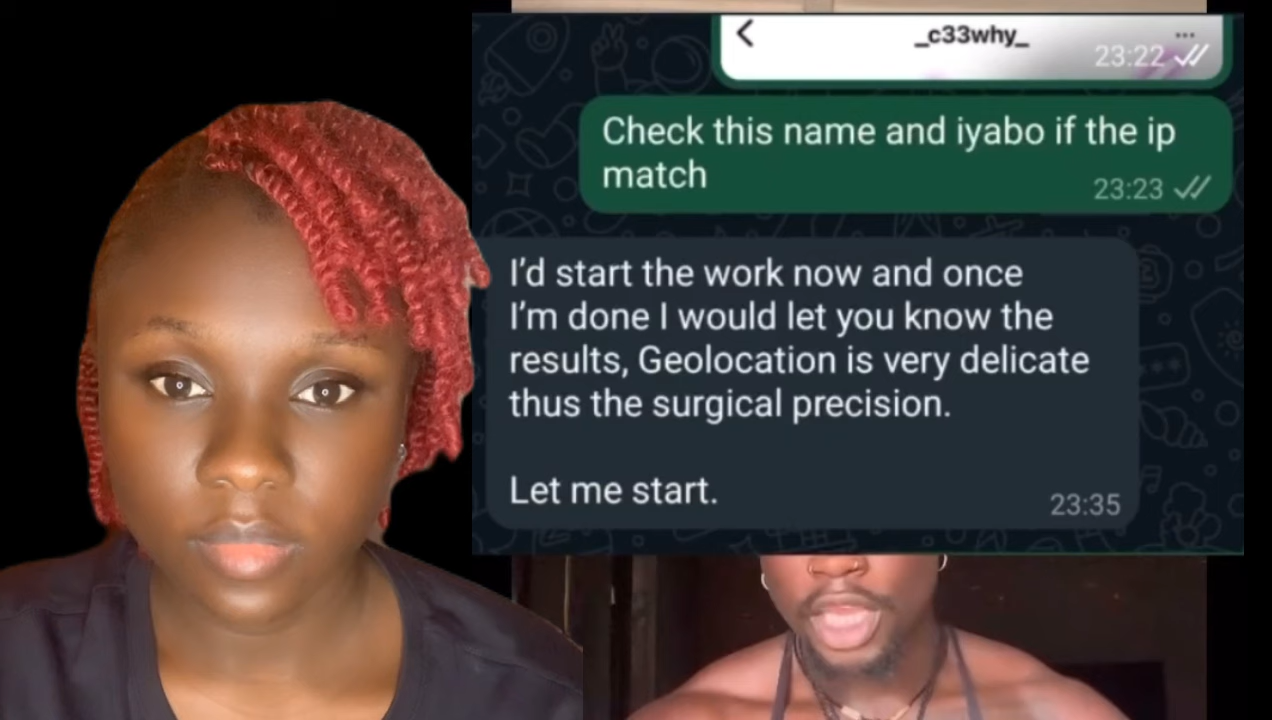 _c33why_
23:22
Check this name and iyabo if the ip
match
23:23
I'd start the work now and once
I'm done I would let you know the
results, Geolocation is very delicate
thus the surgical precision.
Let me start.
23:35